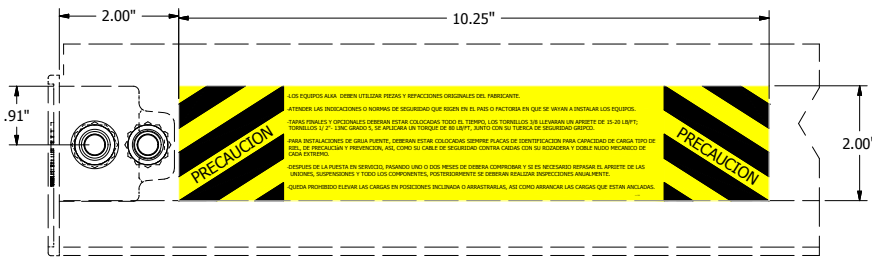 2.00"
10.25"
.91"
2.00"
PRECAUCION
-LOS EQUIPOS ALKA DEBEN UTILIZAR PIEZAS Y REFACCIONES ORIGINALES DEL FABRICANTE.
-ATENDER LAS INDICACIONES O NORMAS DE SEGURIDAD QUE RIGEN EN EL PAIS O FACTORIA EN QUE SE VAYAN A INSTALAR LOS EQUIPOS.
-TAPAS FINALES Y OPCIONALES DEBERAN ESTAR COLOCADAS TODO EL TIEMPO, LOS TORNILLOS 3/8 LLEVARAN UN APRIETE DE 15-20 LB/FT;
TORNILLOS 1/ 2"- 13NC GRADO 5, SE APLICARA UN TORQUE DE 80 LB/FT, JUNTO CON SU TUERCA DE SEGURIDAD GRIPCO.
-PARA INSTALACIONES DE GRUA PUENTE, DEBERAN ESTAR COLOCADAS SIEMPRE PLACAS DE IDENTIFICACION PARA CAPACIDAD DE CARGA TIPO DE
RIEL, DE PRECAUCIÓN Y PREVENCION, ASI, COMO SU CABLE DE SEGURIDAD CONTRA CAIDAS CON SU ROZADERA Y DOBLE NUDO MECANICO DE
CADA EXTREMO.
-DESPUES DE LA PUESTA EN SERVICIO, PASANDO UNO O DOS MESES DE DEBERA COMPROBAR Y SI ES NECESARIO REPASAR EL APRIETE DE LAS
UNIONES, SUSPENSIONES Y TODO LOS COMPONENTES, POSTERIORMENTE SE DEBERAN REALIZAR INSPECCIONES ANUALMENTE.
-QUEDA PROHIBIDO ELEVAR LAS CARGAS EN POSICIONES INCLINADA O ARRASTRARLAS, ASI COMO ARRANCAR LAS CARGAS QUE ESTAN ANCLADAS.
PRECAUCION